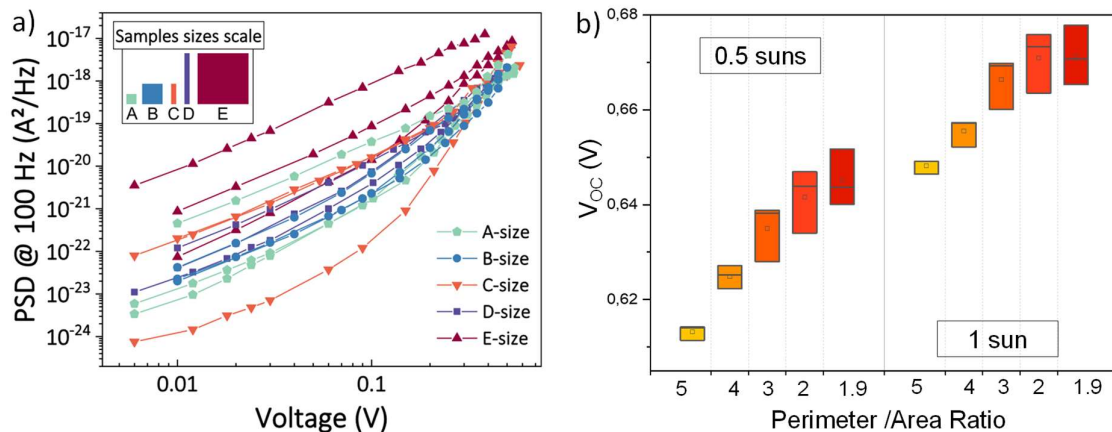 a)
Samples sizes scale
A B C D E
PSD @ 100 Hz (A²/Hz)
10⁻¹⁷
10⁻¹⁸
10⁻¹⁹
10⁻²⁰
10⁻²¹
10⁻²²
10⁻²³
10⁻²⁴
A-size
B-size
C-size
D-size
E-size
0.01 0.1
Voltage (V)
b)
0,68
0,66
0,64
0,62
V_OC (V)
0.5 suns
1 sun
5 4 3 2 1.9 5 4 3 2 1.9
Perimeter /Area Ratio